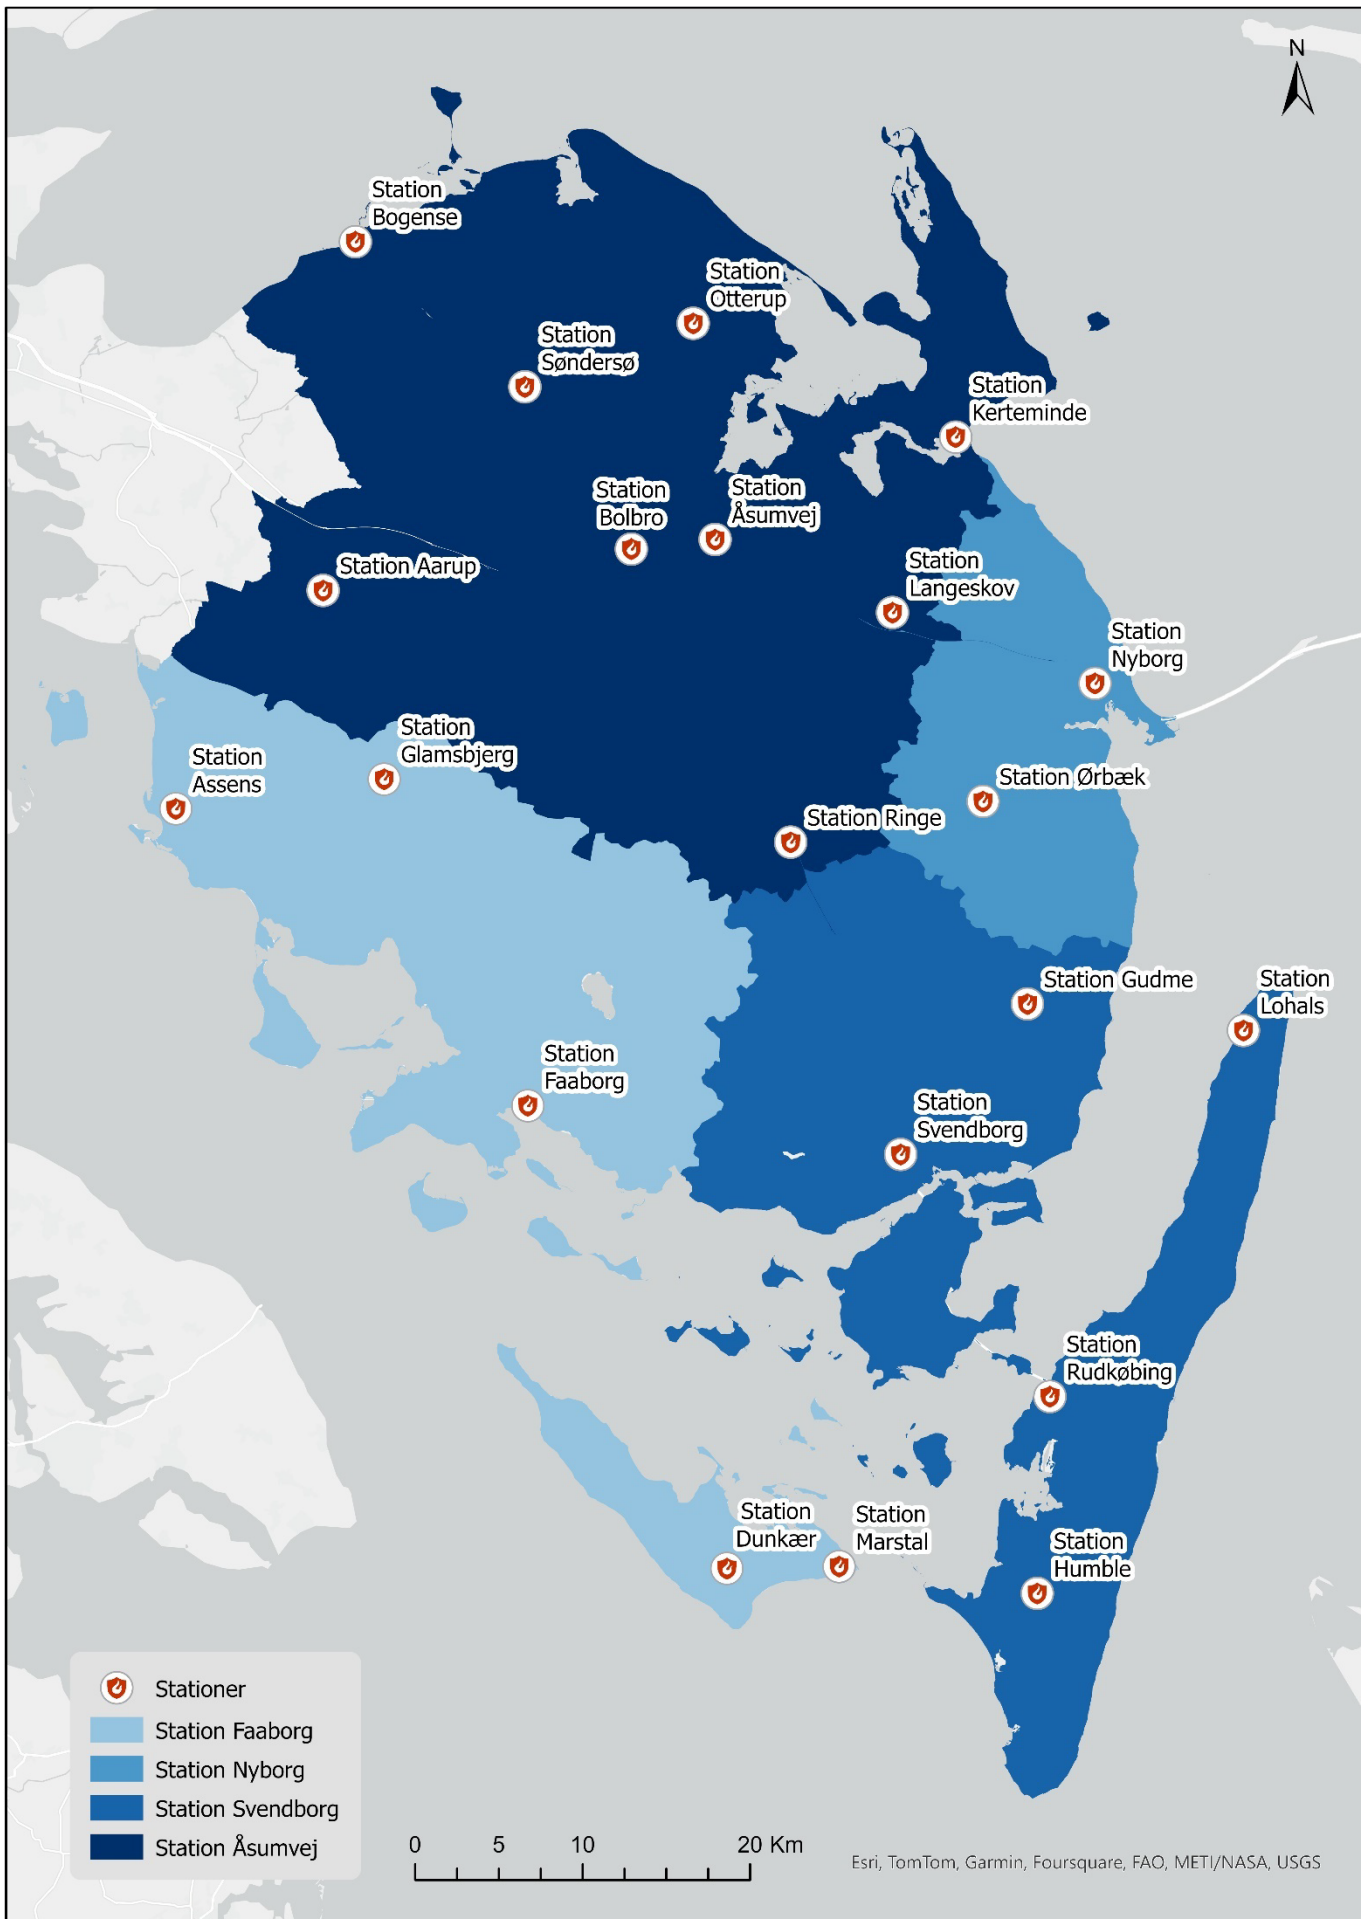 N
Station
Bogense
Station
Otterup
Station
Søndersø
Station
Kerteminde
Station
Bolbro
Station
Åsumvej
Station Aarup
Station
Langeskov
Station
Nyborg
Station
Glamsbjerg
Station
Assens
Station Ørbæk
Station Ringe
Station Gudme
Station
Lohals
Station
Faaborg
Station
Svendborg
Station
Rudkøbing
Station
Dunkær
Station
Marstal
Station
Humble
Stationer
Station Faaborg
Station Nyborg
Station Svendborg
Station Åsumvej
0 5 10 20 Km
Esri, TomTom, Garmin, Foursquare, FAO, METI/NASA, USGS